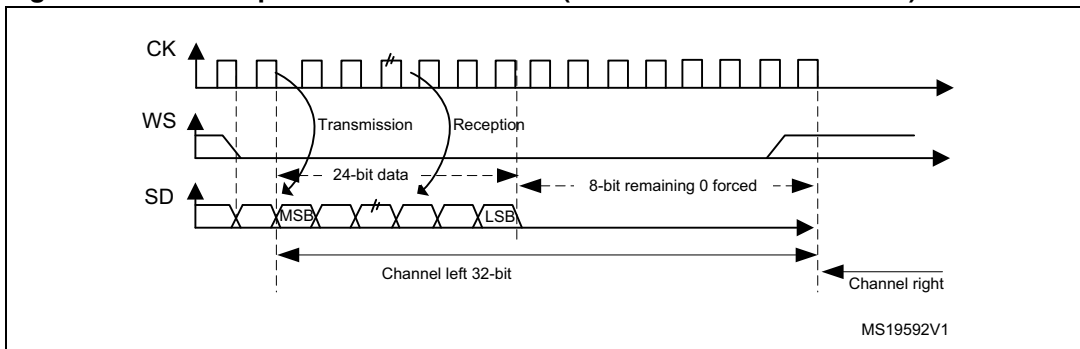 CK
WS
Transmission
Reception
24-bit data
8-bit remaining 0 forced
SD
MSB
LSB
Channel left 32-bit
Channel right
MS19592V1